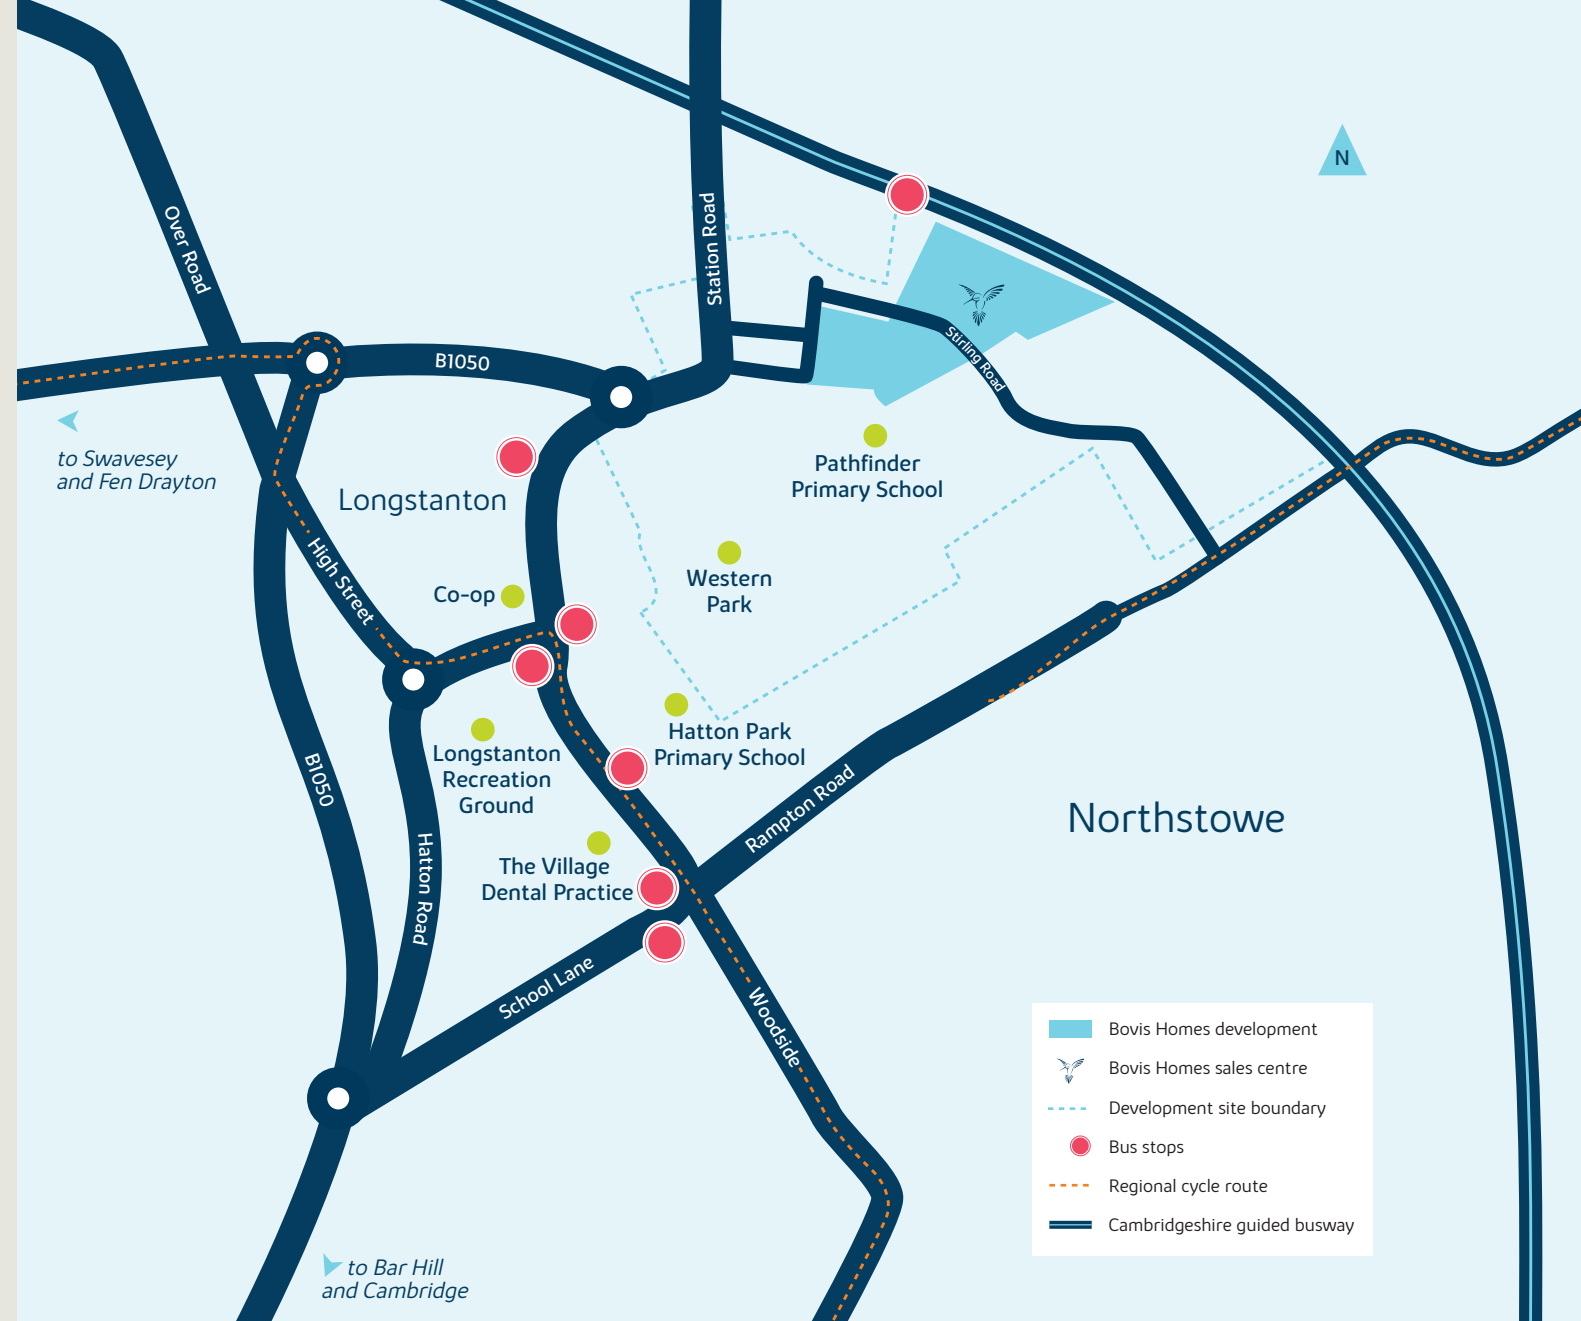 N
Over Road
Station Road
B1050
Stirling Road
to Swavesey
and Fen Drayton
Longstanton
Pathfinder
Primary School
High Street
Co-op
Western
Park
B1050
Hatton Park
Primary School
Longstanton
Recreation
Ground
Rampton Road
Northstowe
Hatton Road
The Village
Dental Practice
School Lane
Woodside
Bovis Homes development
Bovis Homes sales centre
Development site boundary
Bus stops
Regional cycle route
Cambridgeshire guided busway
to Bar Hill
and Cambridge